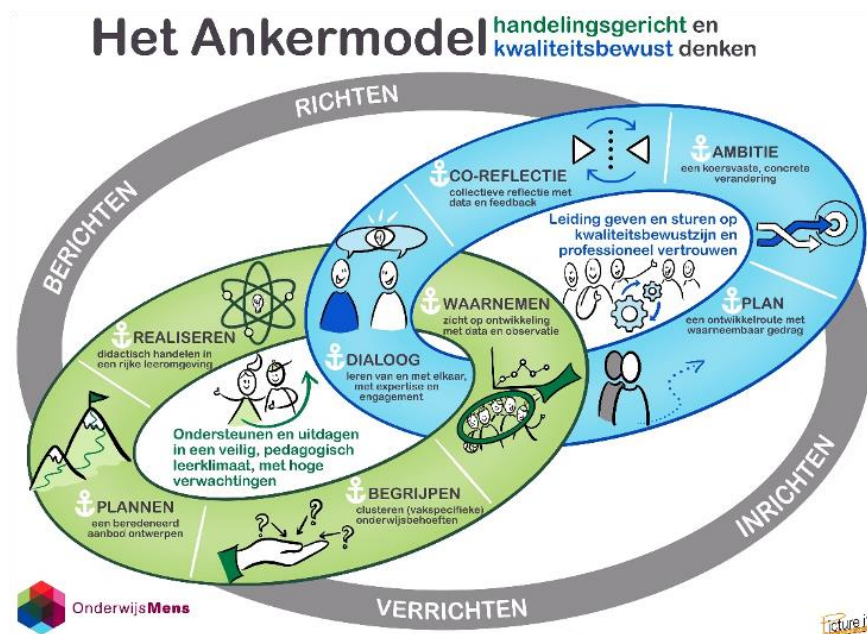 Het Ankermodel
handelingsgericht en
kwaliteitsbewust denken
RICHTEN
BERICHTEN
INRICHTEN
VERRICHTEN
CO-REFLECTIE
collectieve reflectie met
data en feedback
AMBITIE
een koersvaste, concrete
verandering
Leiding geven en sturen op
kwaliteitsbewustzijn en
professioneel vertrouwen
PLAN
een ontwikkelroute met
waarneembaar gedrag
DIALOOG
leren van en met elkaar,
met expertise en
engagement
WAARNEMEN
zicht op ontwikkeling
met data en observatie
REALISEREN
didactisch handelen in
een rijke leeromgeving
Ondersteunen en uitdagen
in een veilig, pedagogisch
leerklimaat, met hoge
verwachtingen
BEGRIJPEN
clusteren (vakspecifieke)
onderwijsbehoeften
PLANNEN
een beredeneerd
aanbod ontwerpen
? ? ?
OnderwijsMens